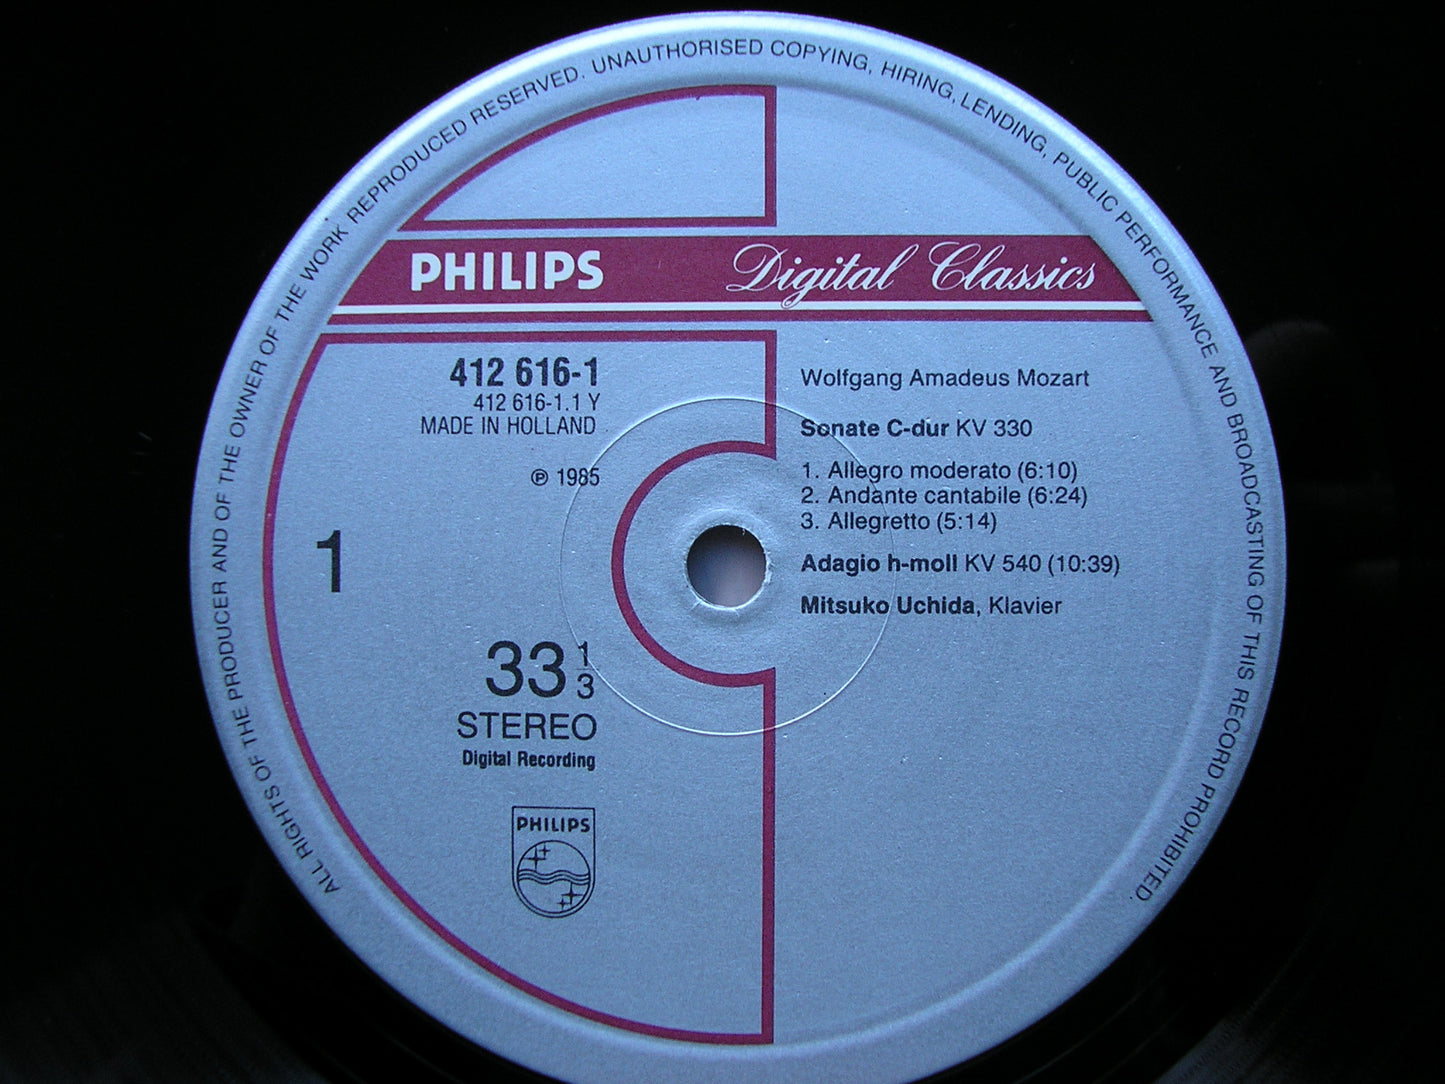 ALL RIGHTS OF THE PRODUCER AND OF THE OWNER OF THE WORK REPRODUCED RESERVED. UNAUTHORISED COPYING, HIRING, LENDING, PUBLIC PERFORMANCE AND BROADCASTING OF THIS RECORD PROHIBITED.
PHILIPS Digital Classics
412 616-1
412 616-1.1 Y
MADE IN HOLLAND
℗ 1985
1
33 1/3
STEREO
Digital Recording
PHILIPS
Wolfgang Amadeus Mozart
Sonate C-dur KV 330
1. Allegro moderato (6:10)
2. Andante cantabile (6:24)
3. Allegretto (5:14)
Adagio h-moll KV 540 (10:39)
Mitsuko Uchida, Klavier